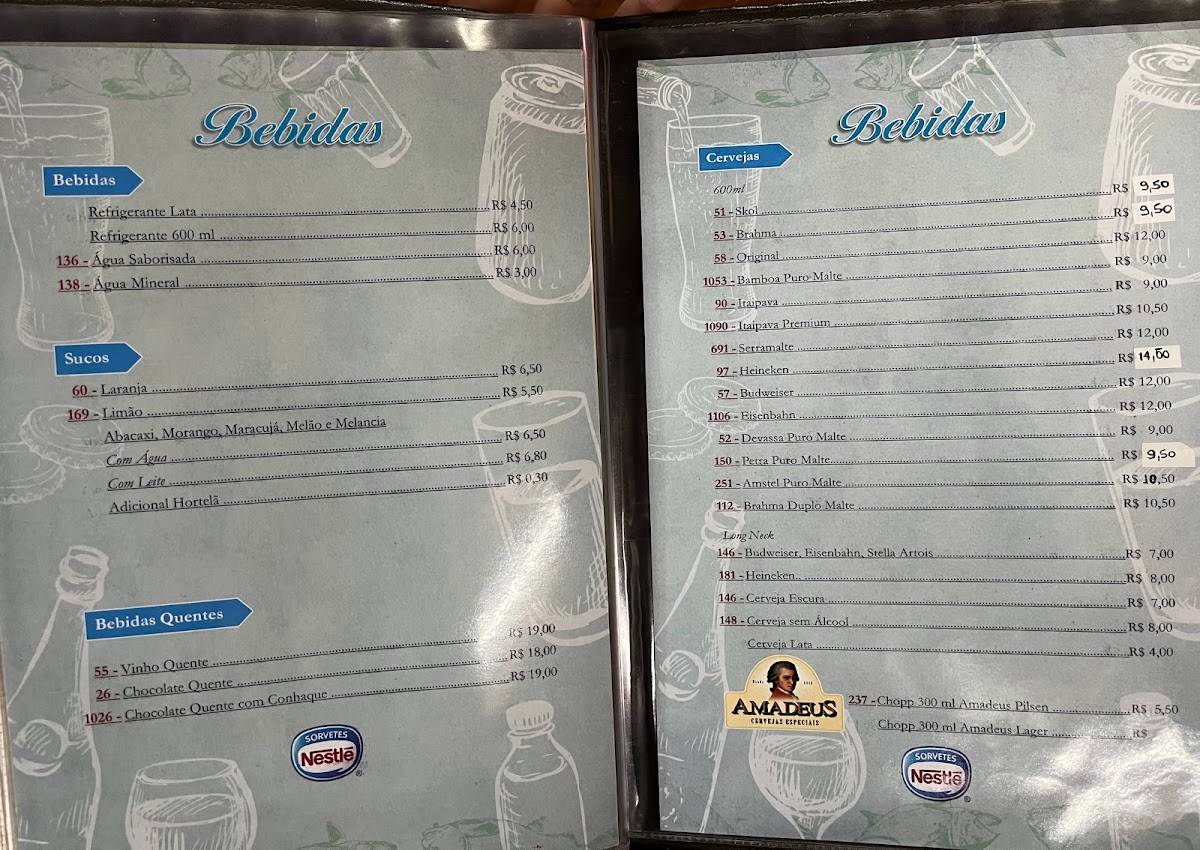 Bebidas
Bebidas
Refrigerante Lata R$ 4,50
Refrigerante 600 ml R$ 6,00
136 - Água Saborisada R$ 6,00
138 - Água Mineral R$ 3,00
Sucos
60 - Laranja R$ 6,50
169 - Limão R$ 5,50
Abacaxi, Morango, Maracujá, Melão e Melancia
Com Água R$ 6,50
Com Leite R$ 6,80
Adicional Hortelã R$ 0,30
Bebidas Quentes
55 - Vinho Quente R$ 19,00
26 - Chocolate Quente R$ 18,00
1026 - Chocolate Quente com Conhaque R$ 19,00
SORVETES
Nestlé
Bebidas
Cervejas
600ml
51 - Skol R$ 9,50
53 - Brahma R$ 9,50
58 - Original R$ 12,00
1053 - Bamboa Puro Malte R$ 9,00
90 - Itaipava R$ 9,00
1090 - Itaipava Premium R$ 10,50
691 - Serramalte R$ 12,00
97 - Heineken R$ 14,00
57 - Budweiser R$ 12,00
1106 - Eisenbahn R$ 12,00
52 - Devassa Puro Malte R$ 9,00
150 - Petra Puro Malte R$ 9,50
251 - Amstel Puro Malte R$ 10,50
112 - Brahma Duplo Malte R$ 10,50
Long Neck
146 - Budweiser, Eisenbahn, Stella Artois R$ 7,00
181 - Heineken R$ 8,00
146 - Cerveja Escura R$ 7,00
148 - Cerveja sem Álcool R$ 8,00
Cerveja Lata R$ 4,00
AMADEUS
CERVEJAS ESPECIAIS
237 - Chopp 300 ml Amadeus Pilsen R$ 5,50
Chopp 300 ml Amadeus Lager R$
SORVETES
Nestlé